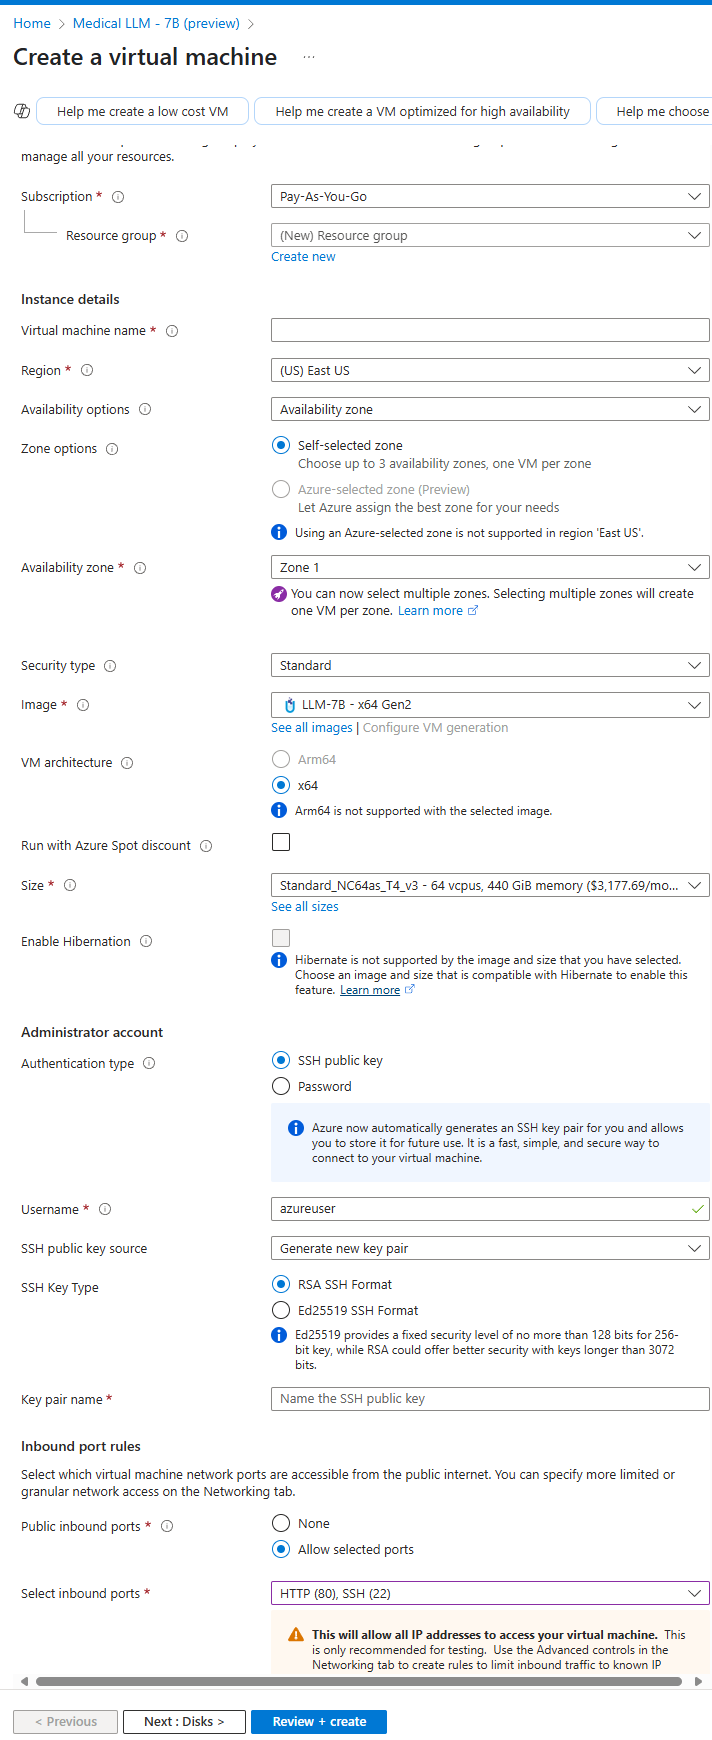 Home > Medical LLM - 7B (preview) >
Create a virtual machine ...
Help me create a low cost VM
Help me create a VM optimized for high availability
Help me choose
manage all your resources.
Subscription *
Pay-As-You-Go
Resource group *
(New) Resource group
Create new
Instance details
Virtual machine name *
Region *
(US) East US
Availability options
Availability zone
Zone options
Self-selected zone
Choose up to 3 availability zones, one VM per zone
Azure-selected zone (Preview)
Let Azure assign the best zone for your needs
Using an Azure-selected zone is not supported in region 'East US'.
Availability zone *
Zone 1
You can now select multiple zones. Selecting multiple zones will create
one VM per zone. Learn more
Security type
Standard
Image *
LLM-7B - x64 Gen2
See all images | Configure VM generation
VM architecture
Arm64
x64
Arm64 is not supported with the selected image.
Run with Azure Spot discount
Size *
Standard_NC64as_T4_v3 - 64 vcpus, 440 GiB memory ($3,177.69/mo...
See all sizes
Enable Hibernation
Hibernate is not supported by the image and size that you have selected.
Choose an image and size that is compatible with Hibernate to enable this
feature. Learn more
Administrator account
Authentication type
SSH public key
Password
Azure now automatically generates an SSH key pair for you and allows
you to store it for future use. It is a fast, simple, and secure way to
connect to your virtual machine.
Username *
azureuser
SSH public key source
Generate new key pair
SSH Key Type
RSA SSH Format
Ed25519 SSH Format
Ed25519 provides a fixed security level of no more than 128 bits for 256-
bit key, while RSA could offer better security with keys longer than 3072
bits.
Key pair name *
Name the SSH public key
Inbound port rules
Select which virtual machine network ports are accessible from the public internet. You can specify more limited or
granular network access on the Networking tab.
Public inbound ports *
None
Allow selected ports
Select inbound ports *
HTTP (80), SSH (22)
This will allow all IP addresses to access your virtual machine. This
is only recommended for testing. Use the Advanced controls in the
Networking tab to create rules to limit inbound traffic to known IP
< Previous
Next : Disks >
Review + create